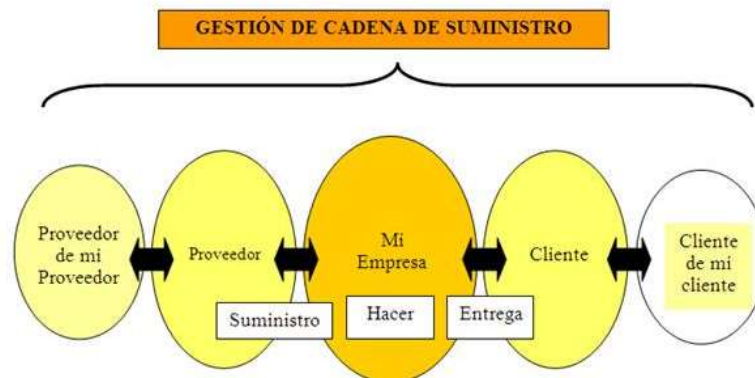 GESTIÓN DE CADENA DE SUMINISTRO
Proveedor
de mi
Proveedor
Proveedor
Mi
Empresa
Cliente
Cliente
de mi
cliente
Suministro
Hacer
Entrega